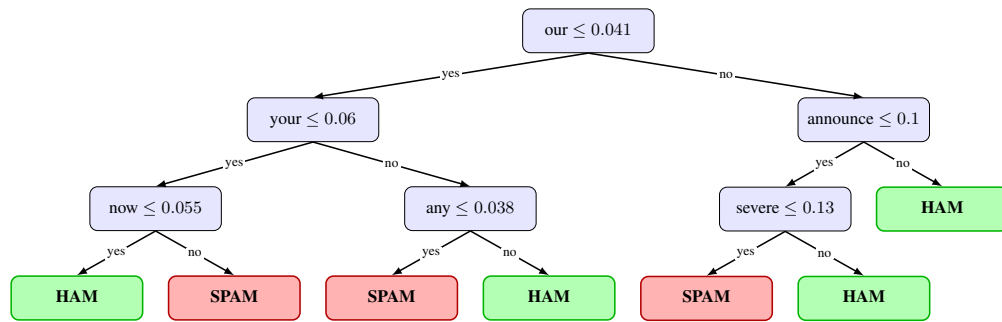 our ≤ 0.041
yes
no
your ≤ 0.06
announce ≤ 0.1
yes
no
yes
no
now ≤ 0.055
any ≤ 0.038
severe ≤ 0.13
HAM
yes
no
yes
no
yes
no
HAM
SPAM
SPAM
HAM
SPAM
HAM